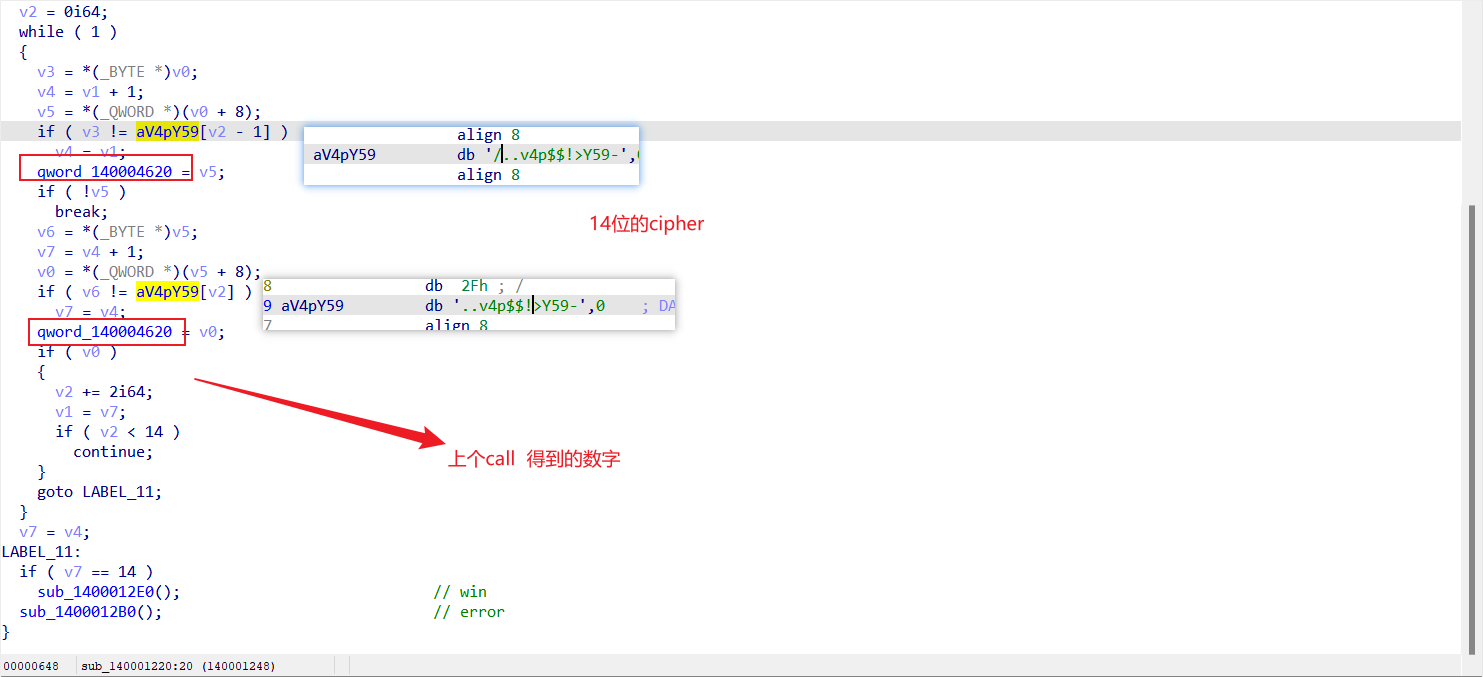 v2 = 0i64;
while ( 1 )
{
v3 = *(_BYTE *)v0;
v4 = v1 + 1;
v5 = *(_QWORD *)(v0 + 8);
if ( v3 != aV4pY59[v2 - 1] )
v4 = v1;
qword_140004620 = v5;
if ( !v5 )
break;
v6 = *(_BYTE *)v5;
v7 = v4 + 1;
v0 = *(_QWORD *)(v5 + 8);
if ( v6 != aV4pY59[v2] )
v7 = v4;
qword_140004620 = v0;
if ( v0 )
{
v2 += 2i64;
v1 = v7;
if ( v2 < 14 )
continue;
}
goto LABEL_11;
}
v7 = v4;
LABEL_11:
if ( v7 == 14 )
sub_1400012E0(); // win
sub_1400012B0(); // error
}
align 8
aV4pY59 db '/..v4p$$!>Y59-',
align 8
14位的cipher
8 db 2Fh ; /
9 aV4pY59 db '..v4p$$!>Y59-',0 ; DA
7 align 8
上个call 得到的数字
00000648 sub_140001220:20 (140001248)